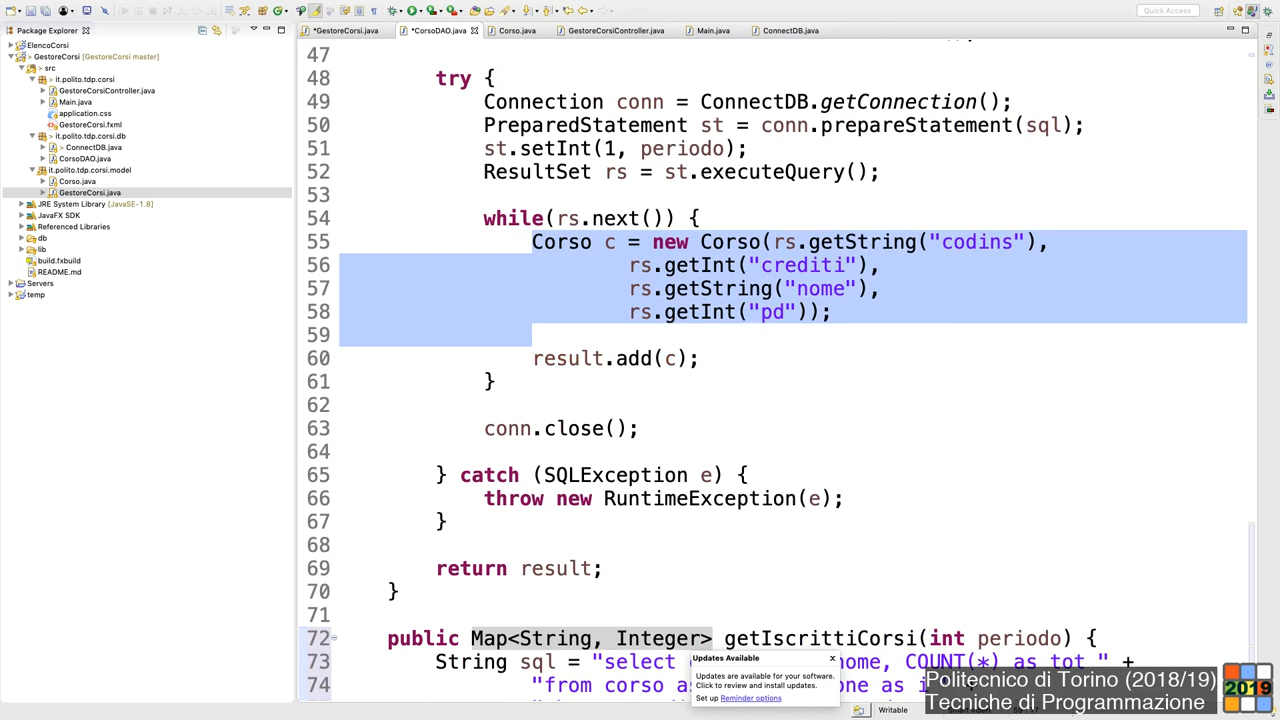 Quick Access
Package Explorer
*GestoreCorsi.java
*CorsoDAO.java
Corso.java
GestoreCorsiController.java
Main.java
ConnectDB.java
ElencoCorsi
> GestoreCorsi [GestoreCorsi master]
> src
> it.polito.tdp.corsi
GestoreCorsiController.java
Main.java
application.css
GestoreCorsi.fxml
> it.polito.tdp.corsi.db
> ConnectDB.java
CorsoDAO.java
it.polito.tdp.corsi.model
Corso.java
GestoreCorsi.java
JRE System Library [JavaSE-1.8]
JavaFX SDK
Referenced Libraries
db
lib
build.fxbuild
README.md
Servers
temp
47
48 try {
49 Connection conn = ConnectDB.getConnection();
50 PreparedStatement st = conn.prepareStatement(sql);
51 st.setInt(1, periodo);
52 ResultSet rs = st.executeQuery();
53
54 while(rs.next()) {
55 Corso c = new Corso(rs.getString("codins"),
56 rs.getInt("crediti"),
57 rs.getString("nome"),
58 rs.getInt("pd"));
59
60 result.add(c);
61 }
62
63 conn.close();
64
65 } catch (SQLException e) {
66 throw new RuntimeException(e);
67 }
68
69 return result;
70 }
71
72 public Map<String, Integer> getIscrittiCorsi(int periodo) {
73 String sql = "select nome, COUNT(*) as tot " +
74 "from corso as one as i
Updates Available
Updates are available for your software.
Click to review and install updates.
Set up Reminder options
Politecnico di Torino (2018/19)
Tecniche di Programmazione
2019
Writable